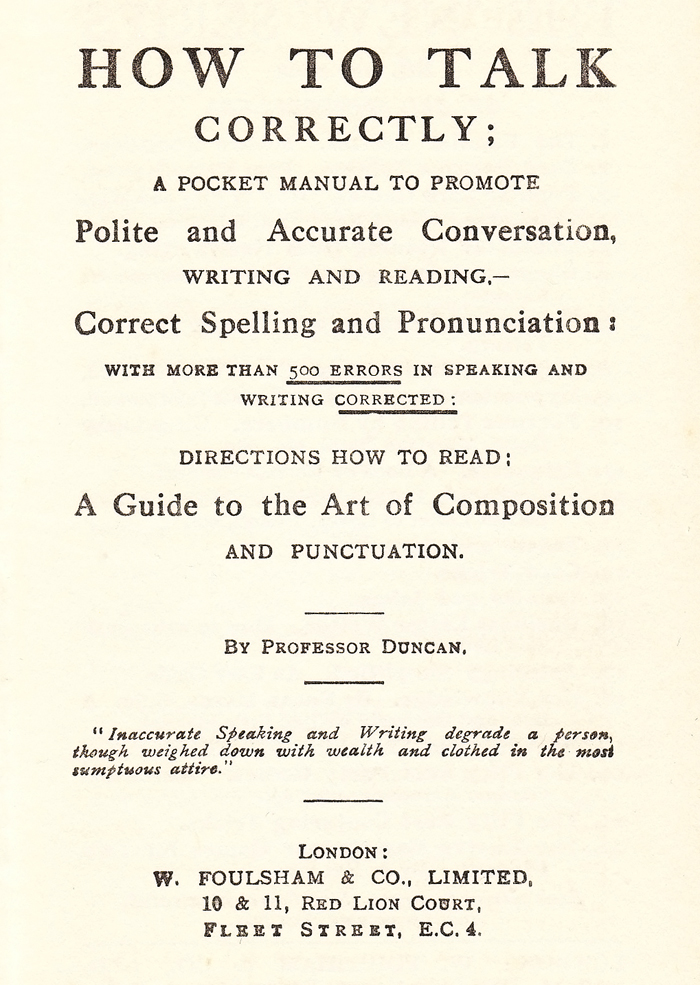 HOW TO TALK
CORRECTLY;
A POCKET MANUAL TO PROMOTE
Polite and Accurate Conversation,
WRITING AND READING,—
Correct Spelling and Pronunciation:
WITH MORE THAN 500 ERRORS IN SPEAKING AND
WRITING CORRECTED:
DIRECTIONS HOW TO READ;
A Guide to the Art of Composition
AND PUNCTUATION.
BY PROFESSOR DUNCAN.
"Inaccurate Speaking and Writing degrade a person,
though weighed down with wealth and clothed in the most
sumptuous attire."
LONDON:
W. FOULSHAM & CO., LIMITED,
10 & 11, RED LION COURT,
FLEET STREET, E.C. 4.